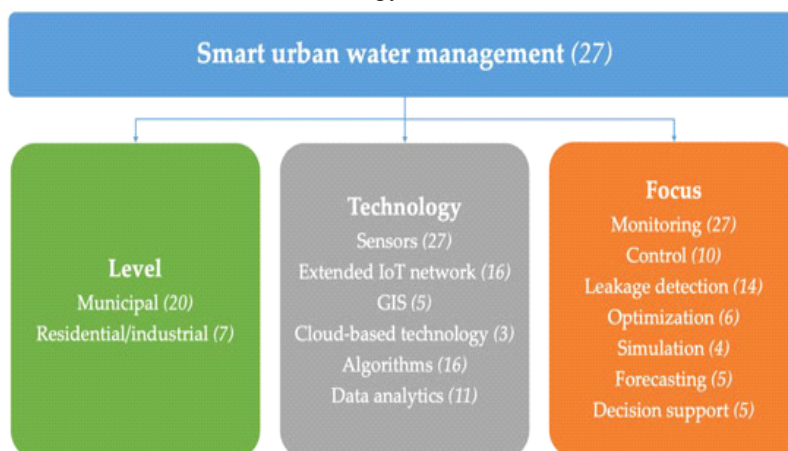 Smart urban water management (27)
Level
Municipal (20)
Residential/industrial (7)
Technology
Sensors (27)
Extended IoT network (16)
GIS (5)
Cloud-based technology (3)
Algorithms (16)
Data analytics (11)
Focus
Monitoring (27)
Control (10)
Leakage detection (14)
Optimization (6)
Simulation (4)
Forecasting (5)
Decision support (5)